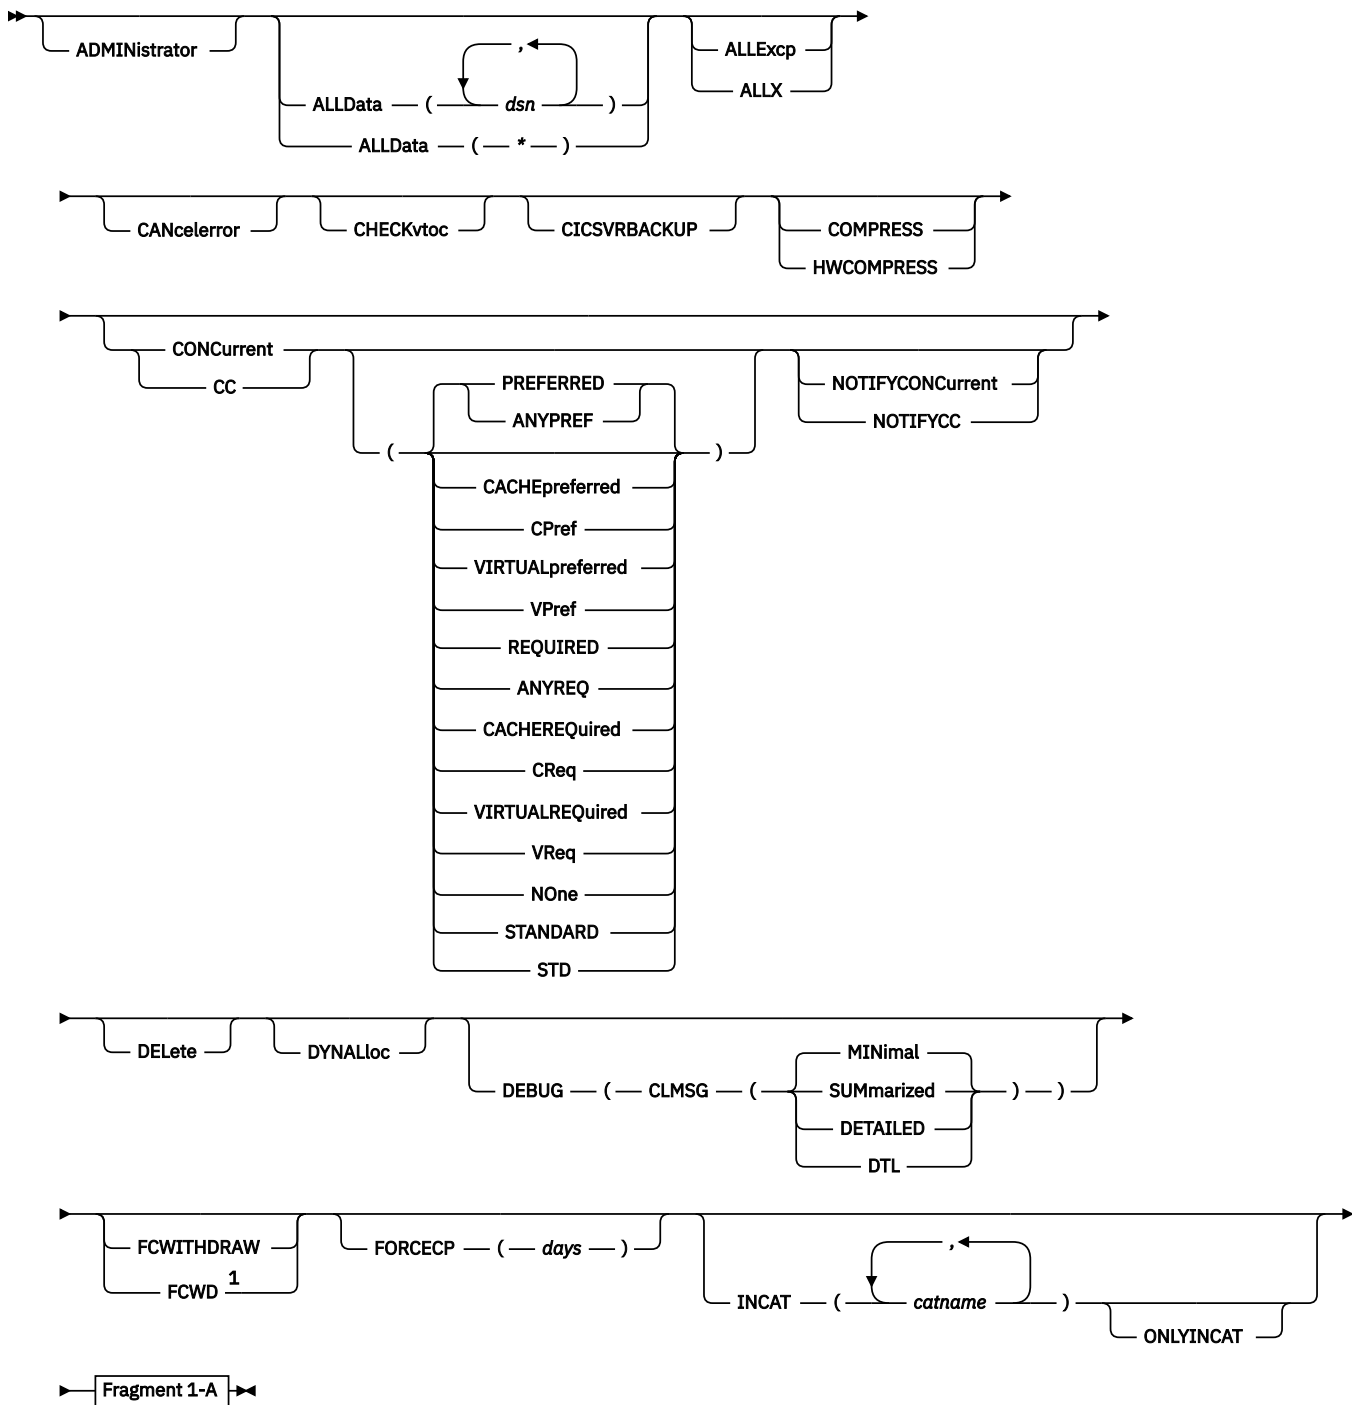 ADMINistrator
,
ALLData ( dsn )
ALLData ( * )
ALLExcp
ALLX
CANcelerror
CHECKvtoc
CICSVRBACKUP
COMPRESS
HWCOMPRESS
CONCurrent
CC
(
PREFERRED
ANYPREF
CACHEpreferred
CPref
VIRTUALpreferred
VPref
REQUIRED
ANYREQ
CACHEREQuired
CReq
VIRTUALREQuired
VReq
NOne
STANDARD
STD
)
NOTIFYCONCurrent
NOTIFYCC
DELete
DYNALloc
DEBUG ( CLMSG (
MINimal
SUMmarized
DETAILED
DTL
) )
FCWITHDRAW
FCWD 1
FORCECP ( days )
,
INCAT ( catname )
ONLYINCAT
Fragment 1-A